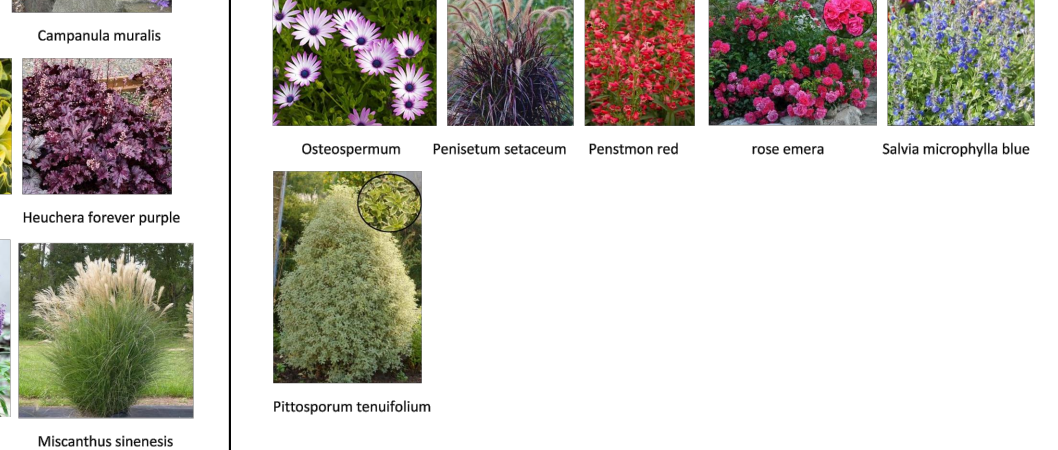 Campanula muralis
Heuchera forever purple
Miscanthus sinenesis
Osteospermum
Penisetum setaceum
Penstmon red
rose emera
Salvia microphylla blue
Pittosporum tenuifolium